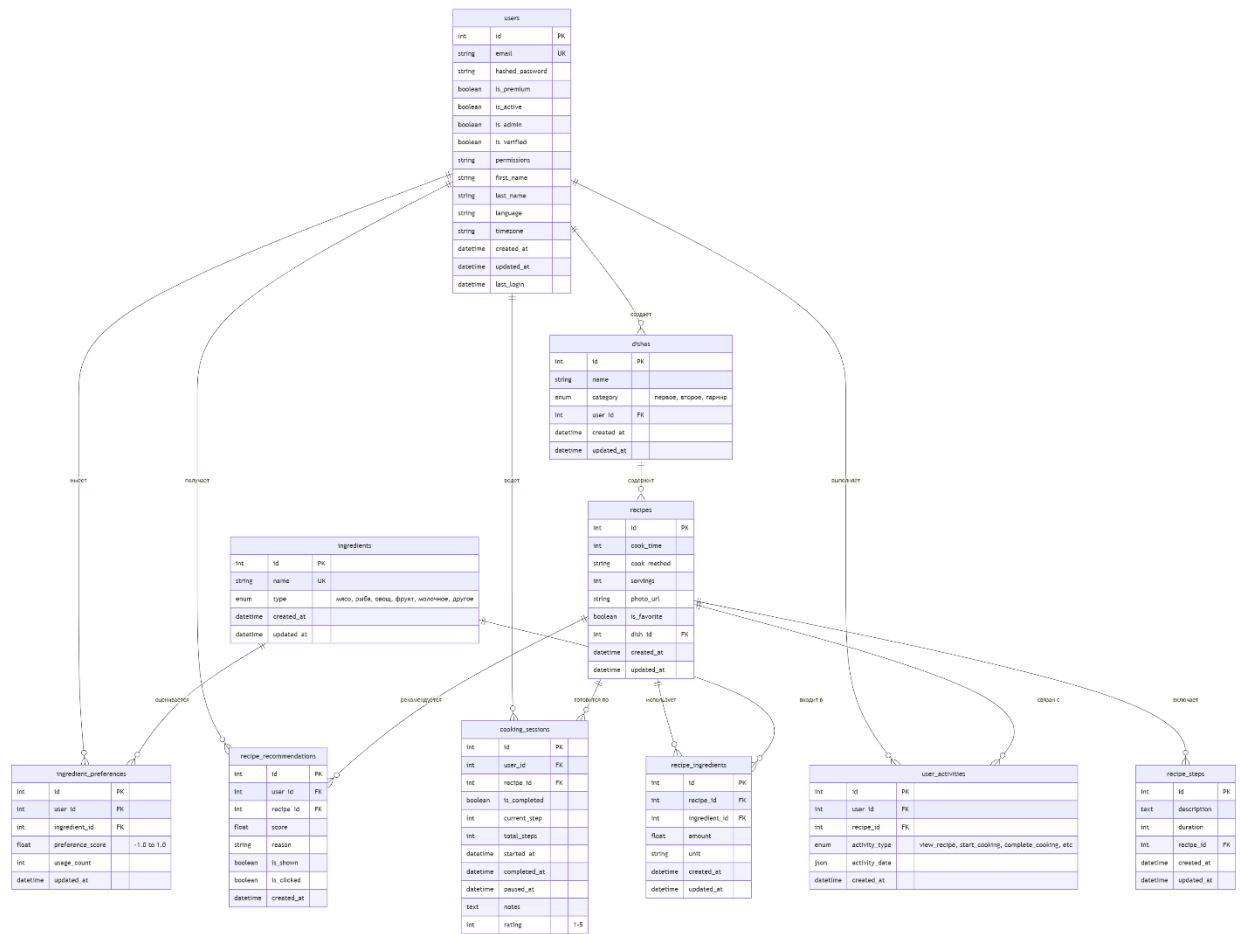 users
int id PK
string email UK
string hashed_password
boolean is_premium
boolean is_active
boolean is_admin
boolean is_verified
string permissions
string first_name
string last_name
string language
string timezone
datetime created_at
datetime updated_at
datetime last_login
создает
dishes
int id PK
string name
enum category первое, второе, гарнир
int user_id FK
datetime created_at
datetime updated_at
имеет
получает
ведет
содержит
выполняет
recipes
int id PK
int cook_time
string cook_method
int servings
string photo_url
boolean is_favorite
int dish_id FK
datetime created_at
datetime updated_at
ingredients
int id PK
string name UK
enum type мясо, рыба, овощ, фрукт, молочное, другое
datetime created_at
datetime updated_at
оценивается
рекомендуется
готовится по
использует
входит в
связан с
включает
ingredient_preferences
int id PK
int user_id FK
int ingredient_id FK
float preference_score -1.0 to 1.0
int usage_count
datetime updated_at
recipe_recommendations
int id PK
int user_id FK
int recipe_id FK
float score
string reason
boolean is_shown
boolean is_clicked
datetime created_at
cooking_sessions
int id PK
int user_id FK
int recipe_id FK
boolean is_completed
int current_step
int total_steps
datetime started_at
datetime completed_at
datetime paused_at
text notes
int rating 1-5
recipe_ingredients
int id PK
int recipe_id FK
int ingredient_id FK
float amount
string unit
datetime created_at
datetime updated_at
user_activities
int id PK
int user_id FK
int recipe_id FK
enum activity_type view_recipe, start_cooking, complete_cooking, etc
json activity_data
datetime created_at
recipe_steps
int id PK
text description
int duration
int recipe_id FK
datetime created_at
datetime updated_at